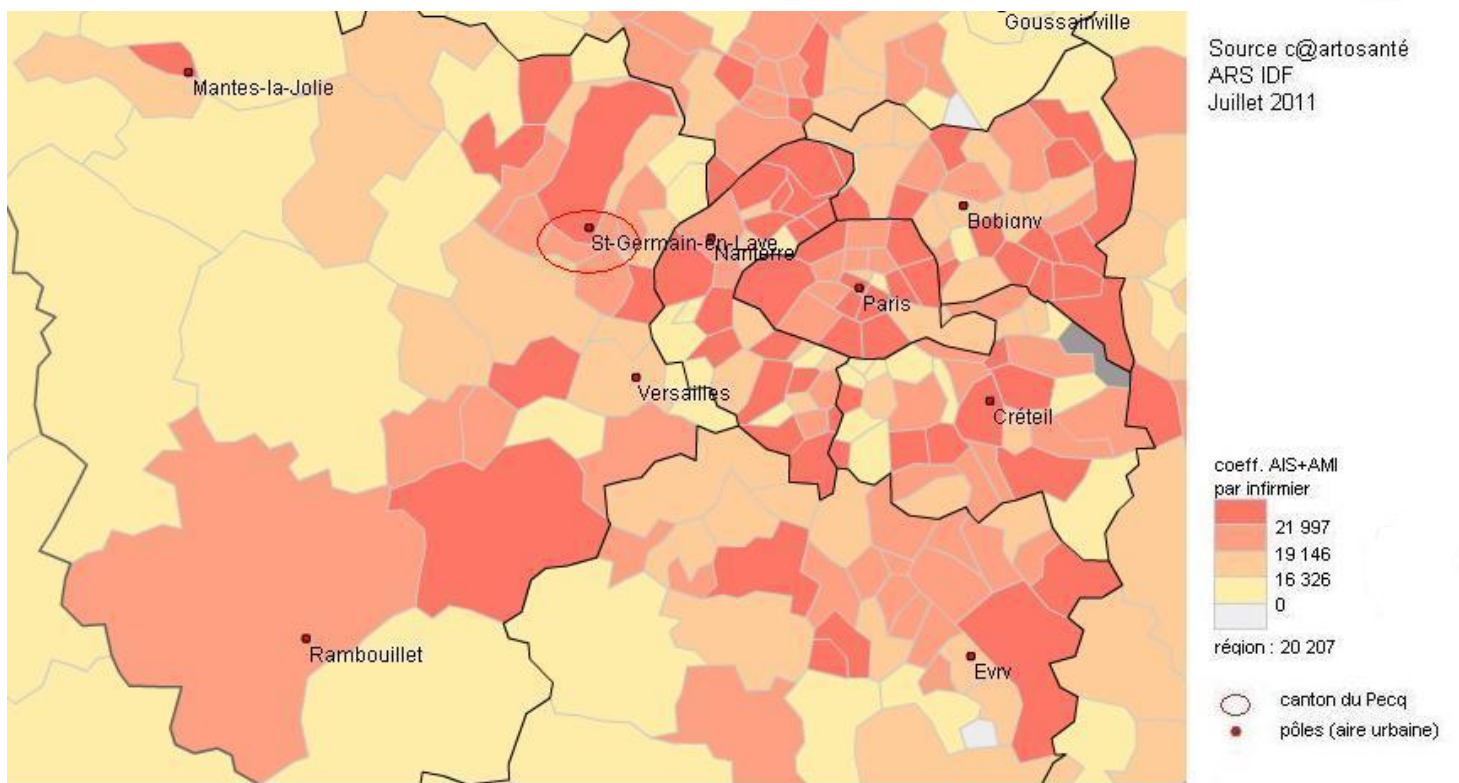 Goussainville
Mantes-la-Jolie
Bobigny
St-Germain-en-Laye
Nanterre
Paris
Versailles
Créteil
Rambouillet
Evry
Source c@artosanté
ARS IDF
Juillet 2011
coeff. AIS+AMI
par infirmier
21 997
19 146
16 326
0
région : 20 207
canton du Pecq
pôles (aire urbaine)